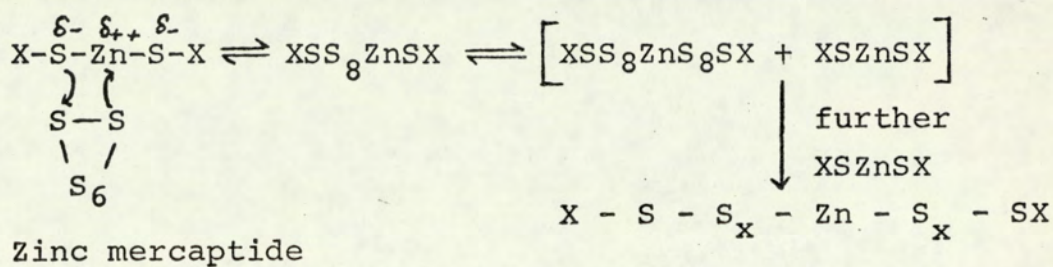 δ- δ++ δ-
X-S-Zn-S-X ⇌ XSS₈ZnSX ⇌ [XSS₈ZnS₈SX + XSZnSX]
S-S
further
S₆
XSZnSX
X - S - Sₓ - Zn - Sₓ - SX
Zinc mercaptide